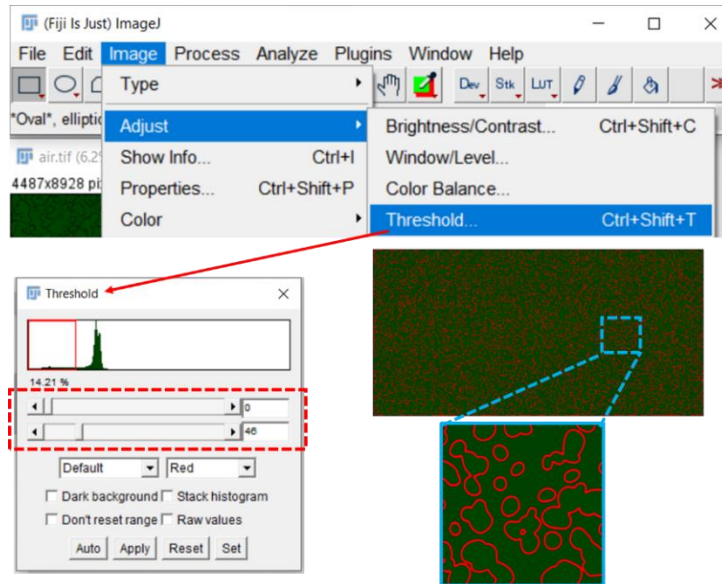 (Fiji Is Just) ImageJ
File Edit Image Process Analyze Plugins Window Help
Dev Stk LUT
*Oval*, elliptic
air.tif (6.2
4487x8928 pi
Type
Adjust
Show Info... Ctrl+I
Properties... Ctrl+Shift+P
Color
Brightness/Contrast... Ctrl+Shift+C
Window/Level...
Color Balance...
Threshold... Ctrl+Shift+T
Threshold
14.21 %
0
46
Default Red
Dark background Stack histogram
Don't reset range Raw values
Auto Apply Reset Set